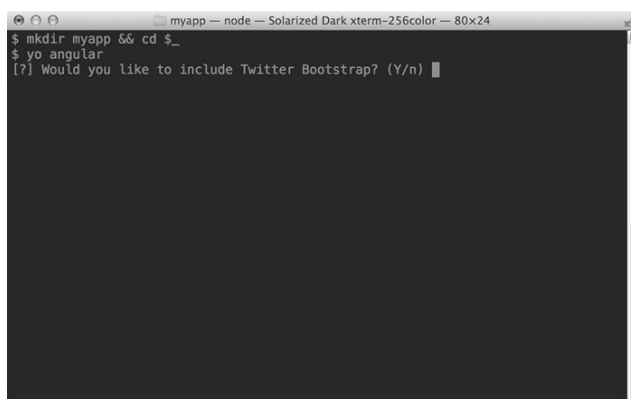 myapp — node — Solarized Dark xterm-256color — 80×24
$ mkdir myapp && cd $_
$ yo angular
[?] Would you like to include Twitter Bootstrap? (Y/n)